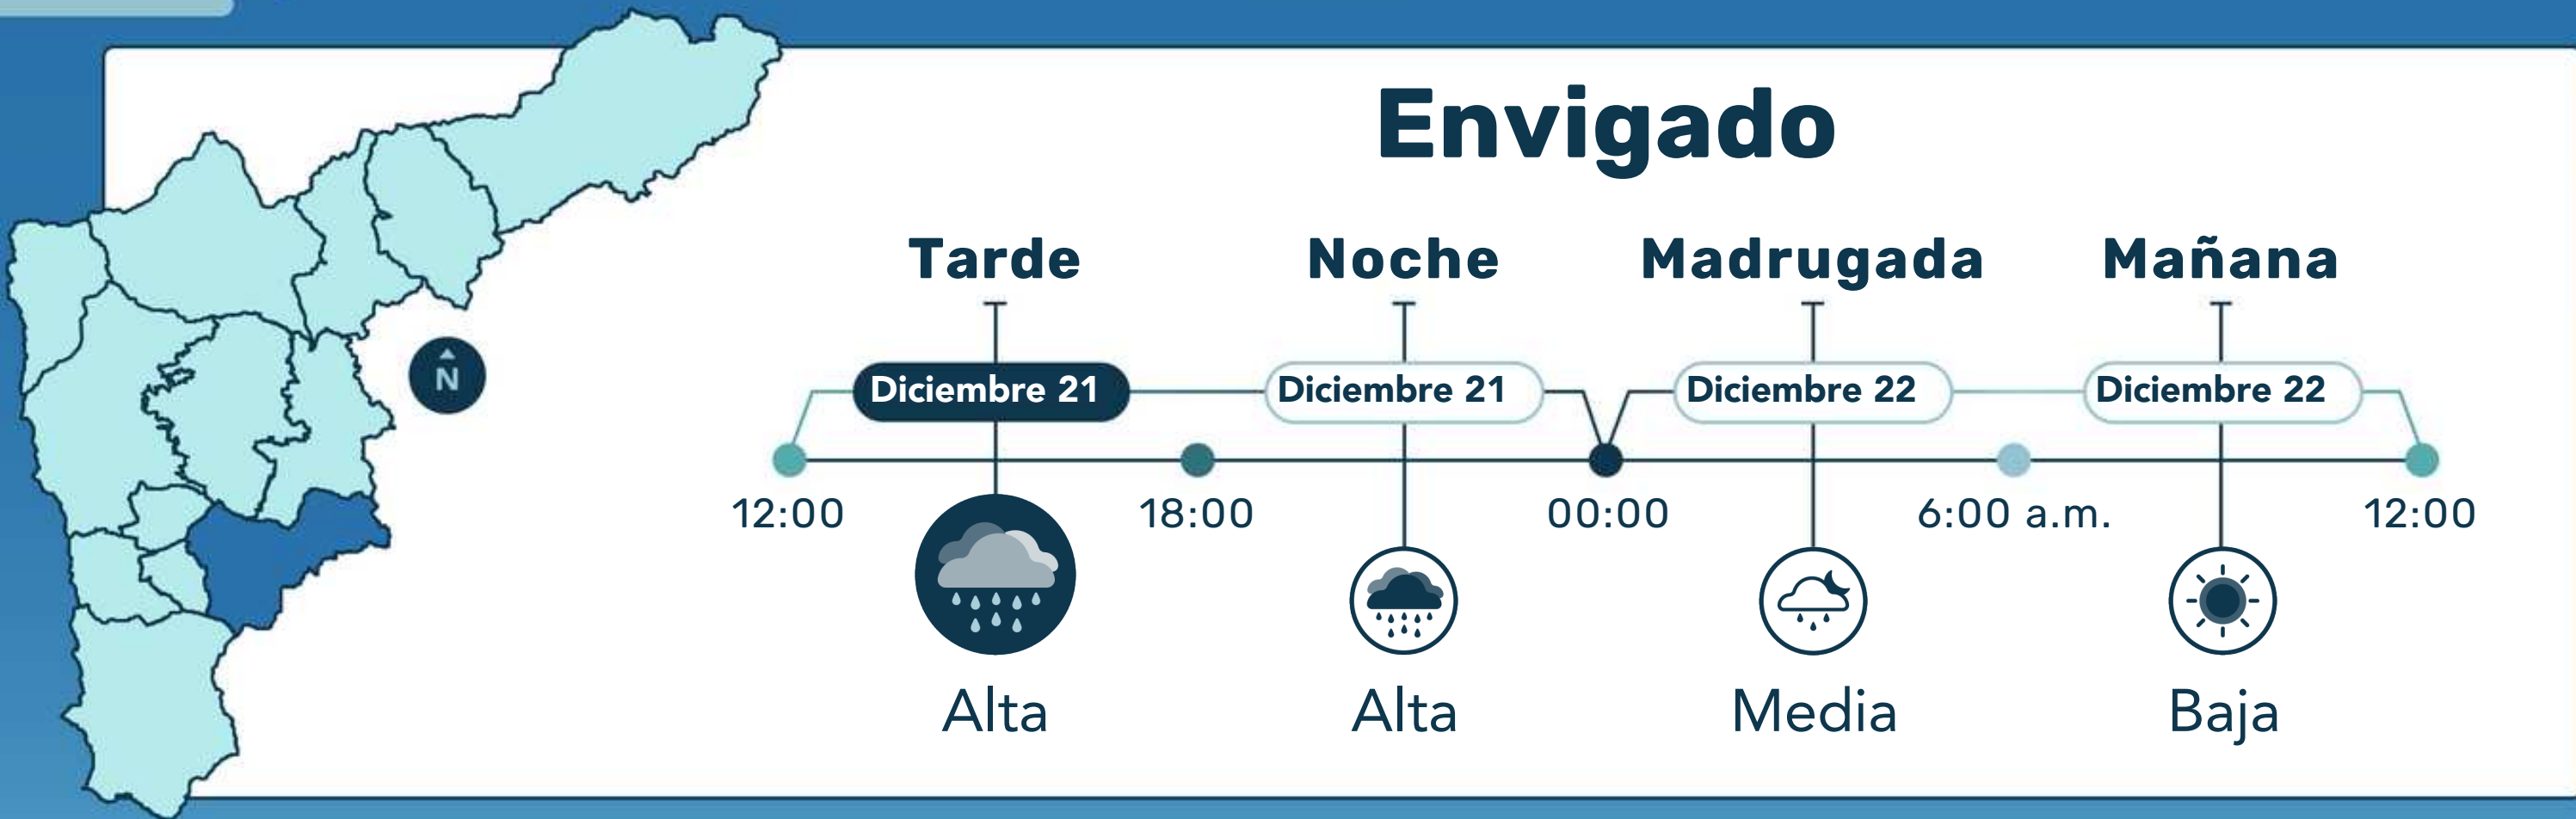 Envigado
Tarde Noche Madrugada Mañana
Diciembre 21 Diciembre 21 Diciembre 22 Diciembre 22
N
12:00 18:00 00:00 6:00 a.m. 12:00
Alta Alta Media Baja